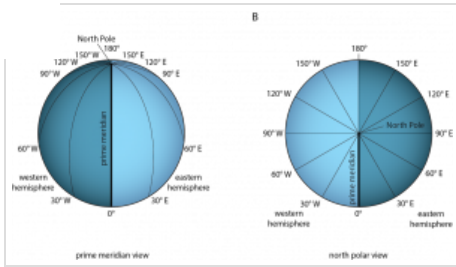 B
North Pole
180°
150° W
150° E
120° W
120° E
90° W
90° E
prime meridian
60° W
60° E
western
hemisphere
eastern
hemisphere
30° W
30° E
0°
prime meridian view
180°
150° W
150° E
120° W
120° E
North Pole
90° W
90° E
prime meridian
60° W
60° E
30° W
30° E
western
hemisphere
0°
eastern
hemisphere
north polar view